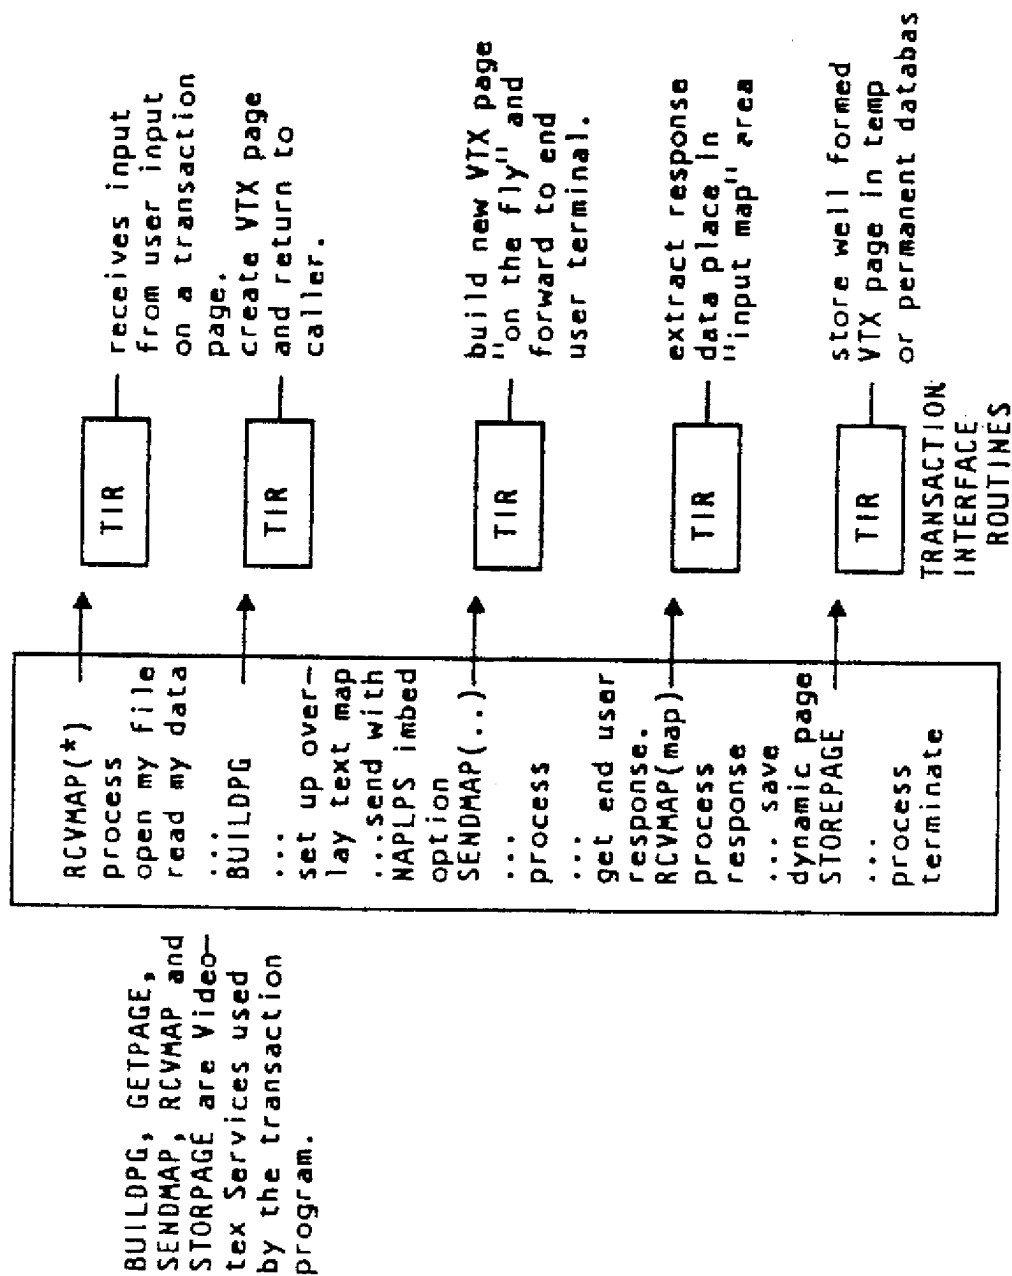 BUILDPG, GETPAGE,
SENDMAP, RCVMAP and
STORPAGE are Video-
tex Services used
by the transaction
program.
RCVMAP(*)
process
open my file
read my data
...
BUILDPG
...
set up over-
lay text map
...send with
NAPLPS imbed
option
SENDMAP(..)
...
process
...
get end user
response.
RCVMAP(map)
process
response
... save
dynamic page
STOREPAGE
...
process
terminate
TIR
TIR
TIR
TIR
TIR
TRANSACTION
INTERFACE
ROUTINES
receives input
from user input
on a transaction
page.
create VTX page
and return to
caller.
build new VTX page
"on the fly" and
forward to end
user terminal.
extract response
data place in
"input map" area
store well formed
VTX page in temp
or permanent databas